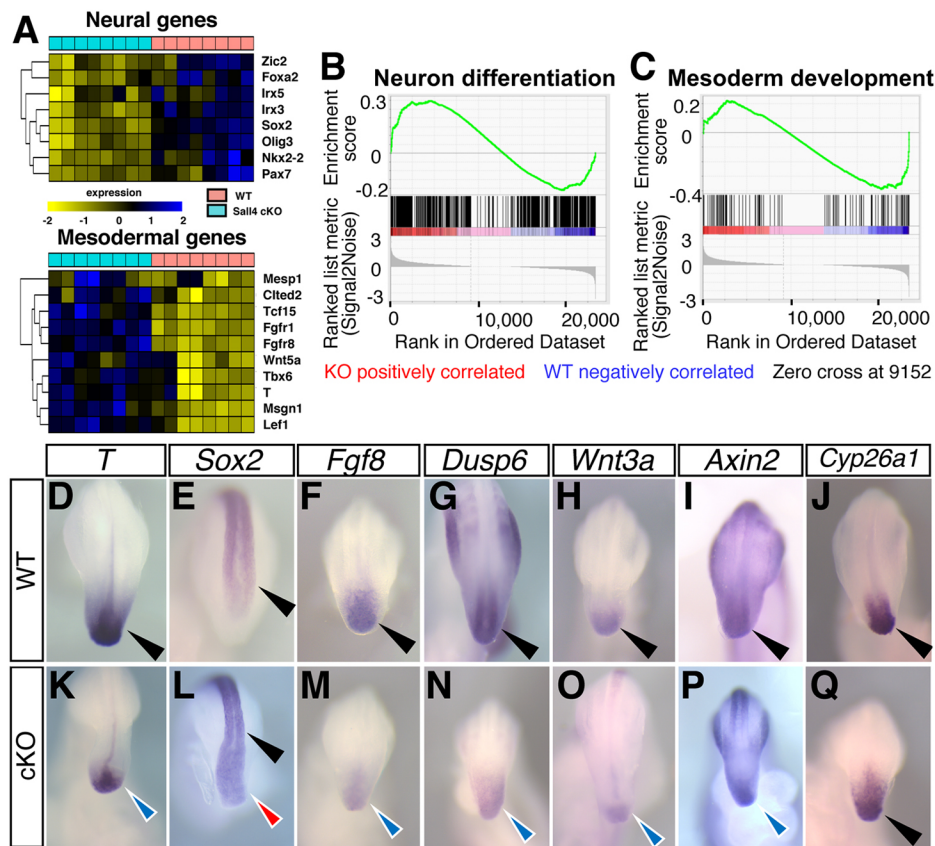 A
Neural genes
Zic2
Foxa2
Irx5
Irx3
Sox2
Olig3
Nkx2-2
Pax7
expression
-2 -1 0 1 2
WT
Sall4 cKO
Mesodermal genes
Mesp1
Clted2
Tcf15
Fgfr1
Fgfr8
Wnt5a
Tbx6
T
Msgn1
Lef1
B
Neuron differentiation
Enrichment
score
0.3
0
-0.2
Ranked list metric
(Signal2Noise)
3
0
-3
0 10,000 20,000
Rank in Ordered Dataset
C
Mesoderm development
Enrichment
score
0.2
0
-0.4
Ranked list metric
(Signal2Noise)
3
0
-3
0 10,000 20,000
Rank in Ordered Dataset
KO positively correlated WT negatively correlated Zero cross at 9152
T Sox2 Fgf8 Dusp6 Wnt3a Axin2 Cyp26a1
WT
D E F G H I J
cKO
K L M N O P Q